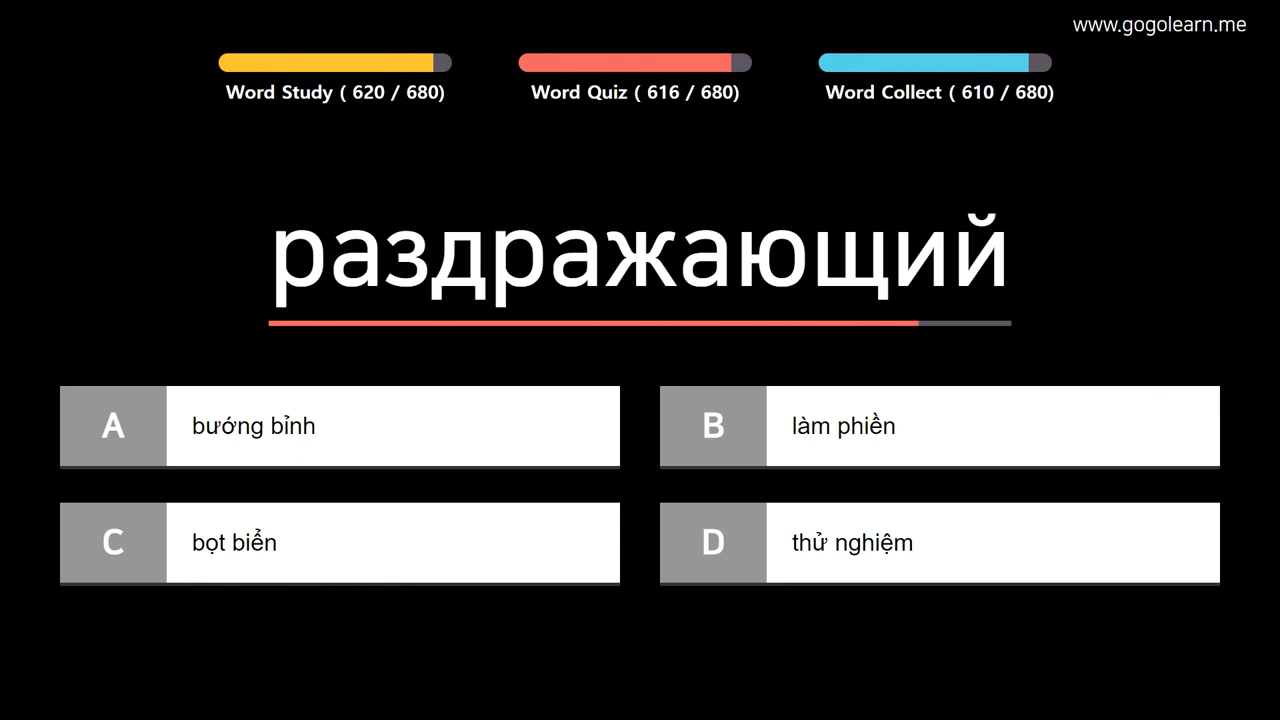 www.gogolearn.me
Word Study ( 620 / 680)
Word Quiz ( 616 / 680)
Word Collect ( 610 / 680)
раздражающий
A bướng bỉnh
B làm phiền
C bọt biển
D thử nghiệm